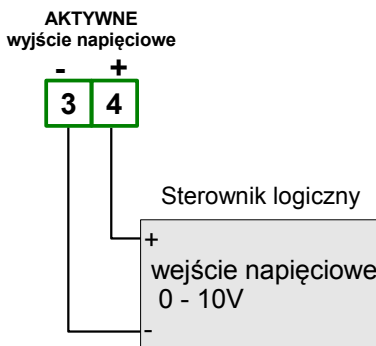 AKTYWNE
wyjście napięciowe
- +
3 4
Sterownik logiczny
+
wejście napięciowe
0 - 10V
-